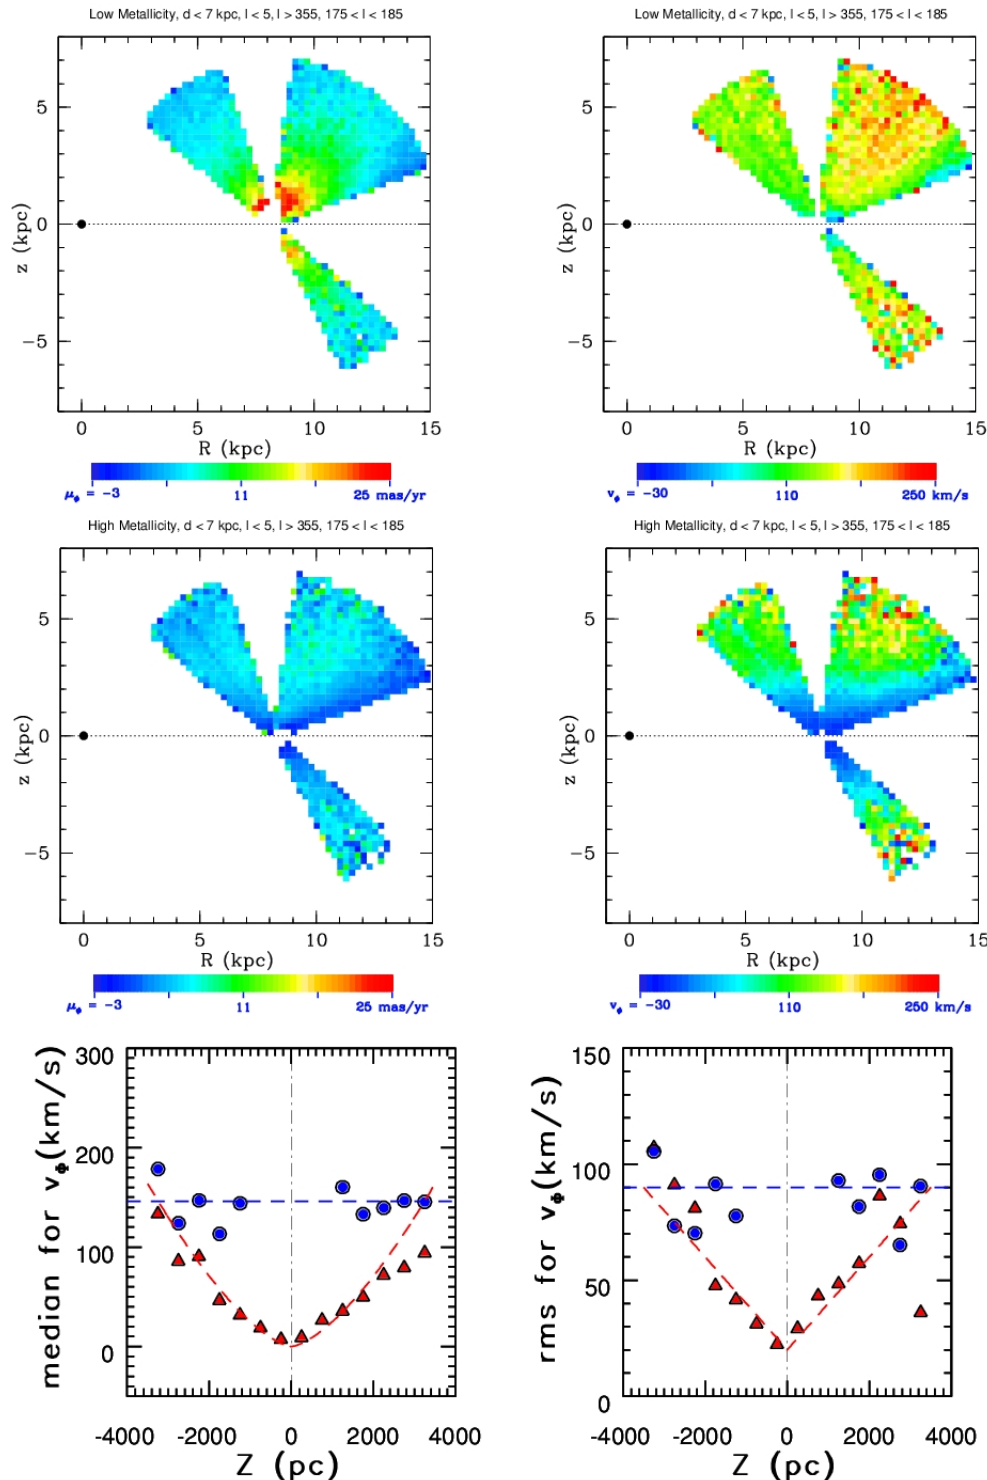 Low Metallicity, d < 7 kpc, l < 5, l > 355, 175 < l < 185
5
0
−5
z (kpc)
0 5 10 15
R (kpc)
μφ = −3 11 25 mas/yr
Low Metallicity, d < 7 kpc, l < 5, l > 355, 175 < l < 185
5
0
−5
z (kpc)
0 5 10 15
R (kpc)
vφ = −30 110 250 km/s
High Metallicity, d < 7 kpc, l < 5, l > 355, 175 < l < 185
5
0
−5
z (kpc)
0 5 10 15
R (kpc)
μφ = −3 11 25 mas/yr
High Metallicity, d < 7 kpc, l < 5, l > 355, 175 < l < 185
5
0
−5
z (kpc)
0 5 10 15
R (kpc)
vφ = −30 110 250 km/s
300
200
100
0
median for vΦ(km/s)
-4000 -2000 0 2000 4000
Z (pc)
150
100
50
0
rms for vΦ(km/s)
-4000 -2000 0 2000 4000
Z (pc)